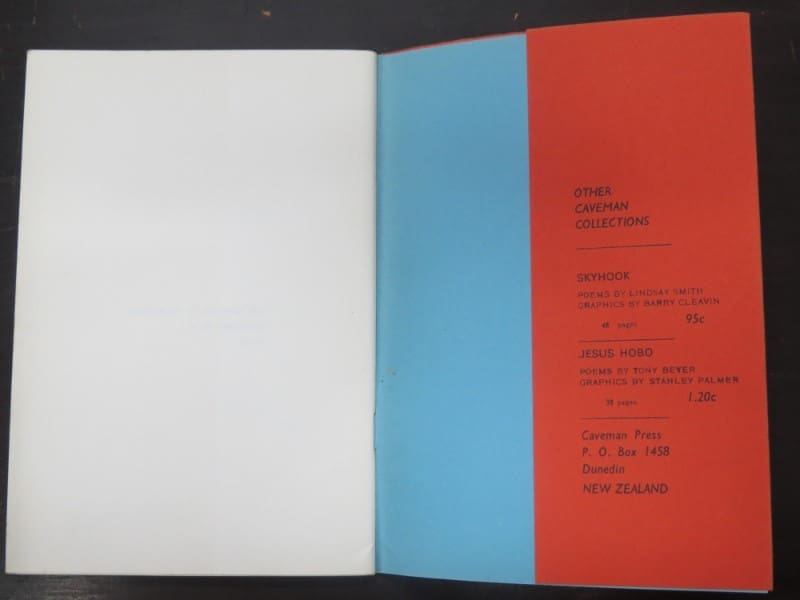 OTHER
CAVEMAN
COLLECTIONS
SKYHOOK
POEMS BY LINDSAY SMITH
GRAPHICS BY BARRY CLEAVIN
48 pages 95c
JESUS HOBO
POEMS BY TONY BEYER
GRAPHICS BY STANLEY PALMER
38 pages 1.20c
Caveman Press
P. O. Box 1458
Dunedin
NEW ZEALAND